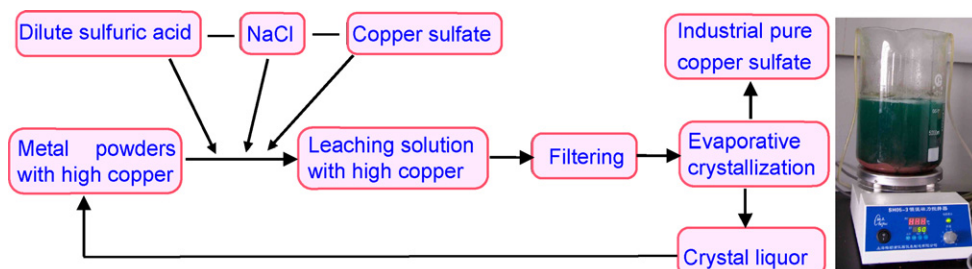 Dilute sulfuric acid
NaCl
Copper sulfate
Industrial pure
copper sulfate
Metal powders
with high copper
Leaching solution
with high copper
Filtering
Evaporative
crystallization
Crystal liquor